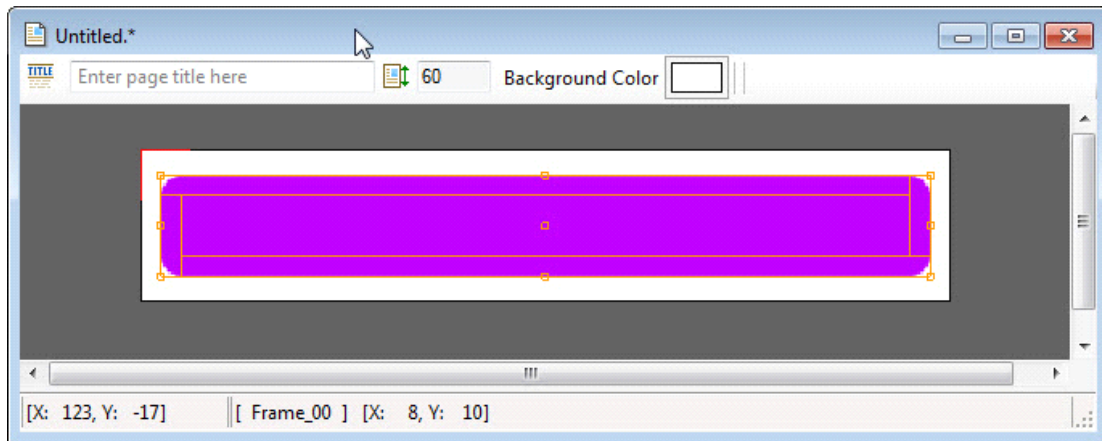 Untitled.*
TITLE Enter page title here 60 Background Color
[X: 123, Y: -17] [ Frame_00 ] [X: 8, Y: 10]